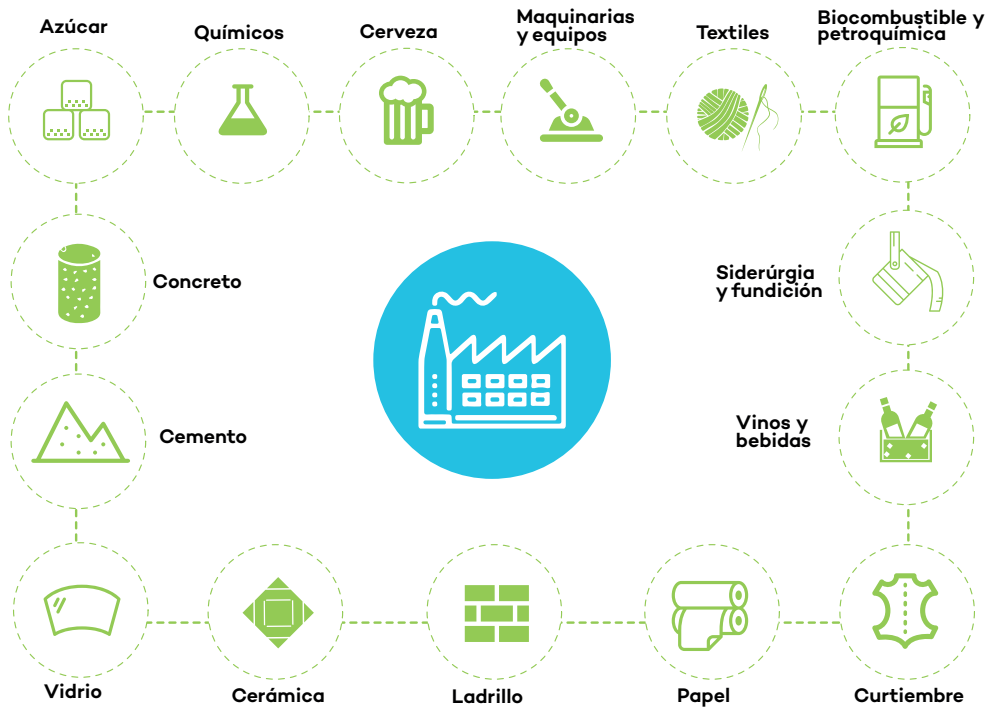 Azúcar
Químicos
Cerveza
Maquinarias
y equipos
Textiles
Biocombustible y
petroquímica
Concreto
Siderúrgia
y fundición
Cemento
Vinos y
bebidas
Vidrio
Cerámica
Ladrillo
Papel
Curtiembre